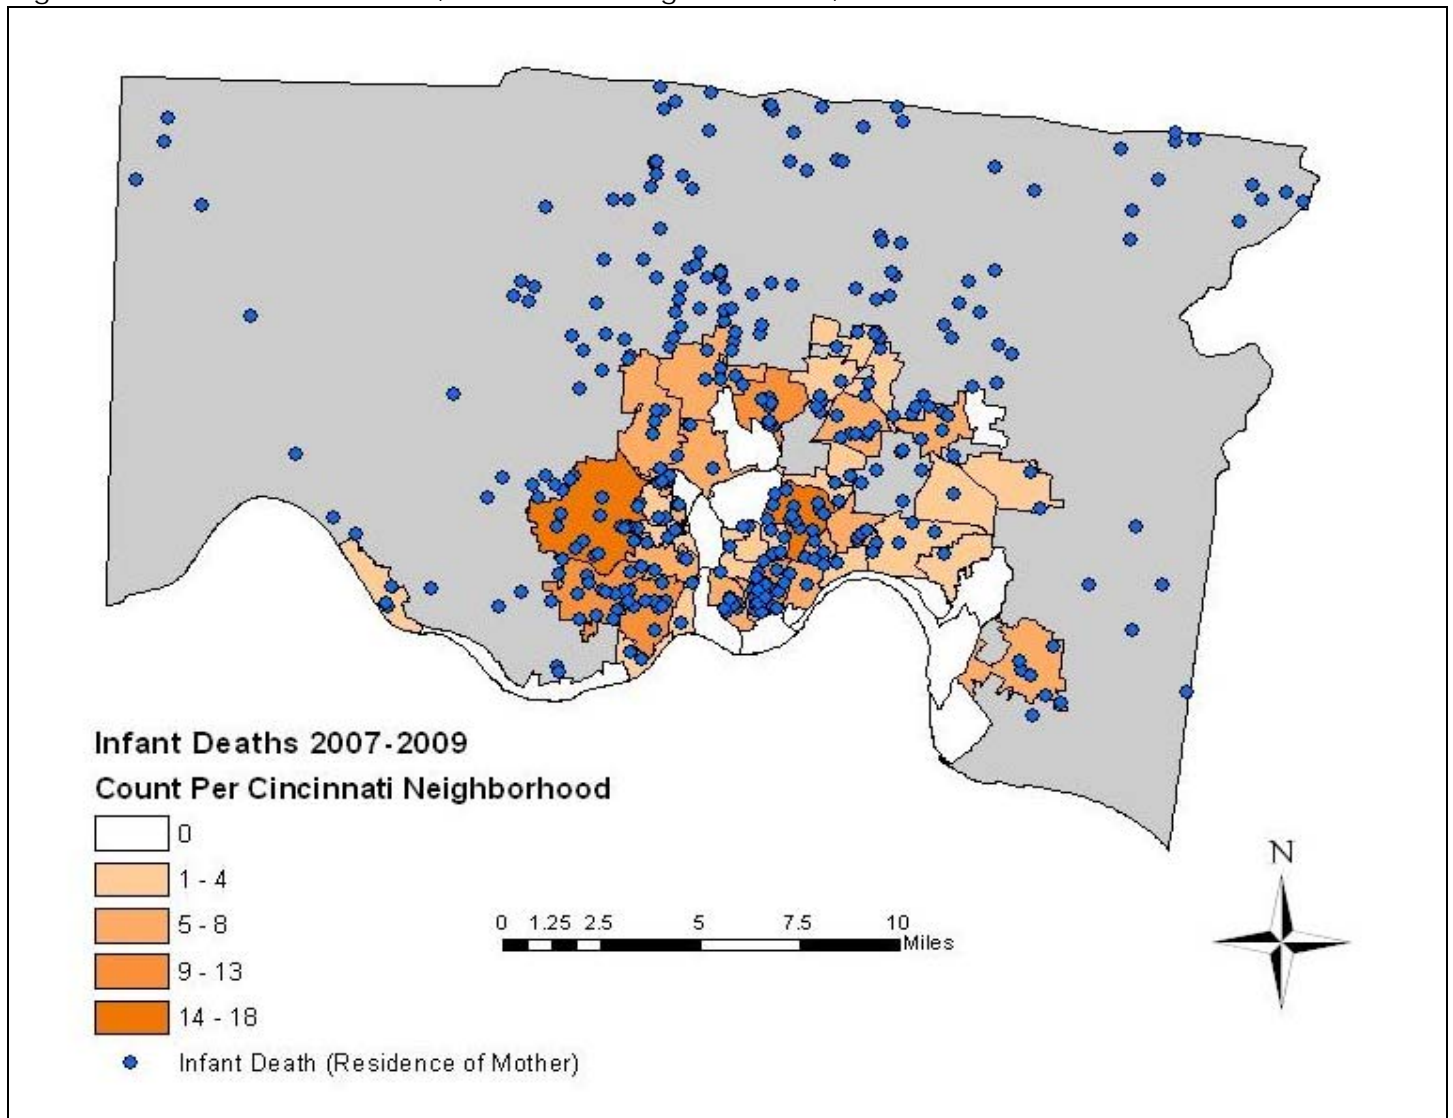 Infant Deaths 2007-2009
Count Per Cincinnati Neighborhood
0
1 - 4
5 - 8
9 - 13
14 - 18
Infant Death (Residence of Mother)
0 1.25 2.5 5 7.5 10
Miles
N